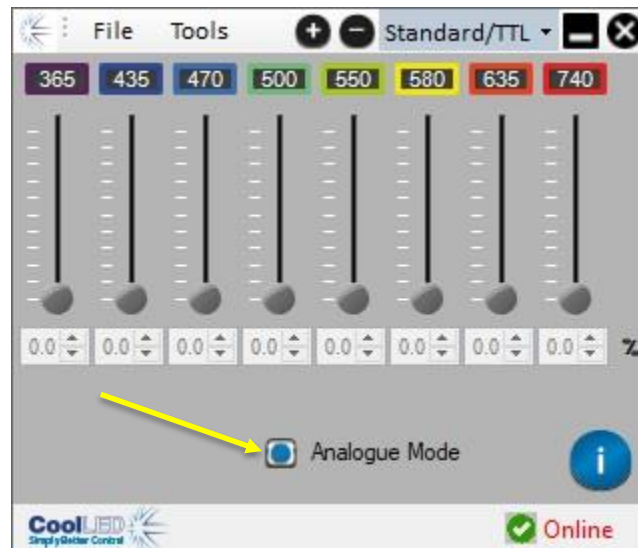 File Tools Standard/TTL
365 435 470 500 550 580 635 740
0.0 0.0 0.0 0.0 0.0 0.0 0.0 0.0 %
Analogue Mode
i
CoolLED
Simply Better Control
Online